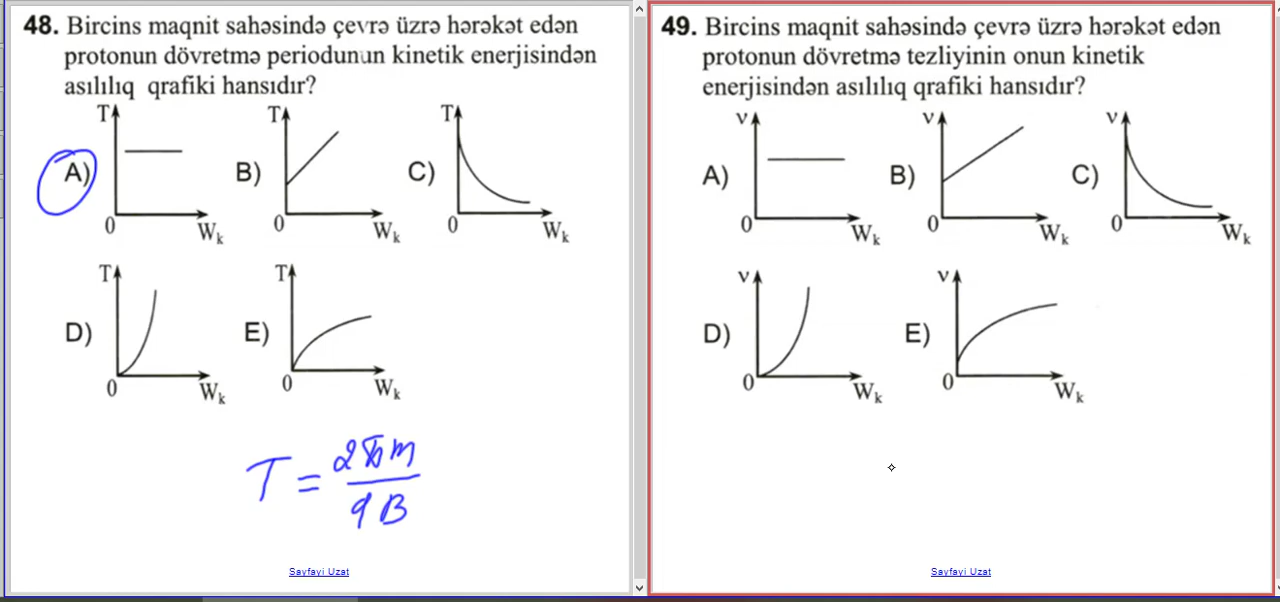 48. Bircins maqnit sahəsində çevrə üzrə hərəkət edən
protonun dövretmə periodunun kinetik enerjisindən
asılılıq qrafiki hansıdır?
A) T 0 Wk
B) T 0 Wk
C) T 0 Wk
D) T 0 Wk
E) T 0 Wk
T = 2πm
qB
Sayfayi Uzat
49. Bircins maqnit sahəsində çevrə üzrə hərəkət edən
protonun dövretmə tezliyinin onun kinetik
enerjisindən asılılıq qrafiki hansıdır?
A) ν 0 Wk
B) ν 0 Wk
C) ν 0 Wk
D) ν 0 Wk
E) ν 0 Wk
Sayfayi Uzat